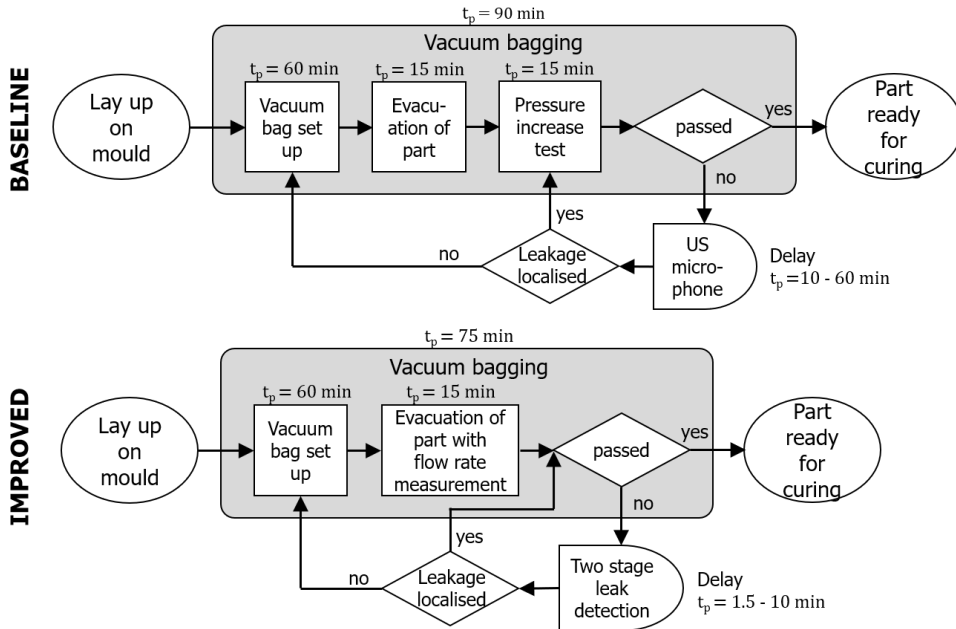 BASELINE
t_p = 90 min
Vacuum bagging
t_p = 60 min
t_p = 15 min
t_p = 15 min
Lay up
on
mould
Vacuum
bag set
up
Evacu-
ation of
part
Pressure
increase
test
passed
yes
Part
ready
for
curing
no
yes
no
Leakage
localised
US
micro-
phone
Delay
t_p =10 - 60 min
IMPROVED
t_p = 75 min
Vacuum bagging
t_p = 60 min
t_p = 15 min
Lay up
on
mould
Vacuum
bag set
up
Evacuation of
part with
flow rate
measurement
passed
yes
Part
ready
for
curing
no
yes
no
Leakage
localised
Two stage
leak
detection
Delay
t_p = 1.5 - 10 min